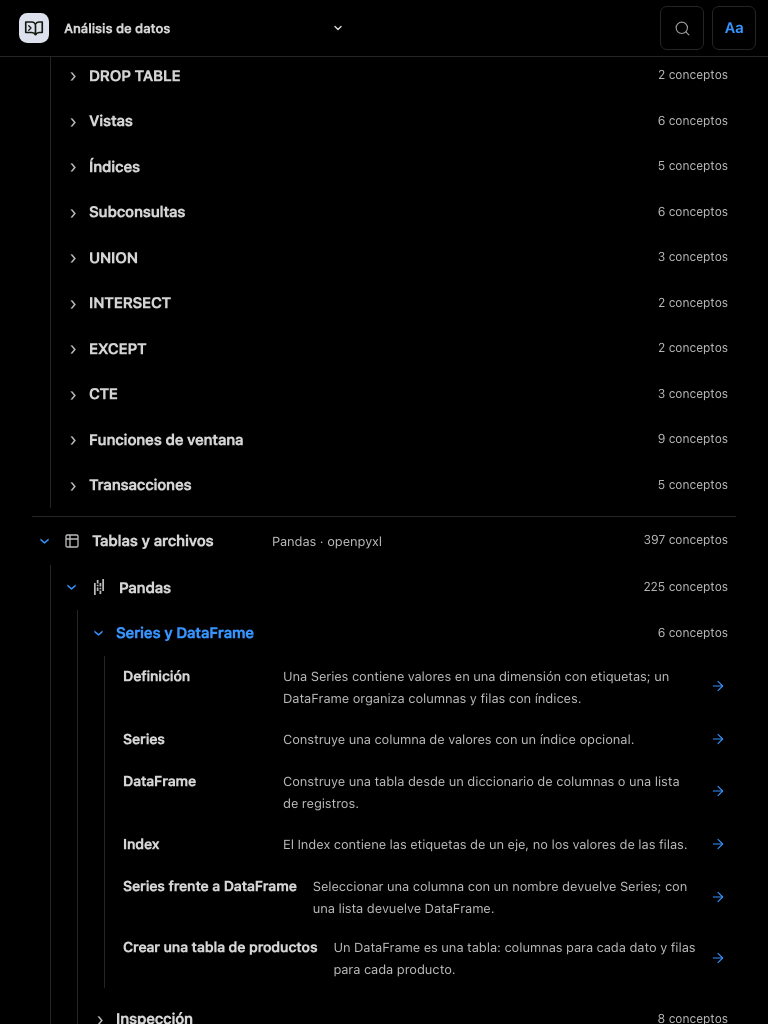 Análisis de datos
Aa
DROP TABLE 2 conceptos
Vistas 6 conceptos
Índices 5 conceptos
Subconsultas 6 conceptos
UNION 3 conceptos
INTERSECT 2 conceptos
EXCEPT 2 conceptos
CTE 3 conceptos
Funciones de ventana 9 conceptos
Transacciones 5 conceptos
Tablas y archivos Pandas · openpyxl 397 conceptos
Pandas 225 conceptos
Series y DataFrame 6 conceptos
Definición Una Series contiene valores en una dimensión con etiquetas; un
DataFrame organiza columnas y filas con índices.
Series Construye una columna de valores con un índice opcional.
DataFrame Construye una tabla desde un diccionario de columnas o una lista
de registros.
Index El Index contiene las etiquetas de un eje, no los valores de las filas.
Series frente a DataFrame Seleccionar una columna con un nombre devuelve Series; con
una lista devuelve DataFrame.
Crear una tabla de productos Un DataFrame es una tabla: columnas para cada dato y filas
para cada producto.
Inspección 8 conceptos